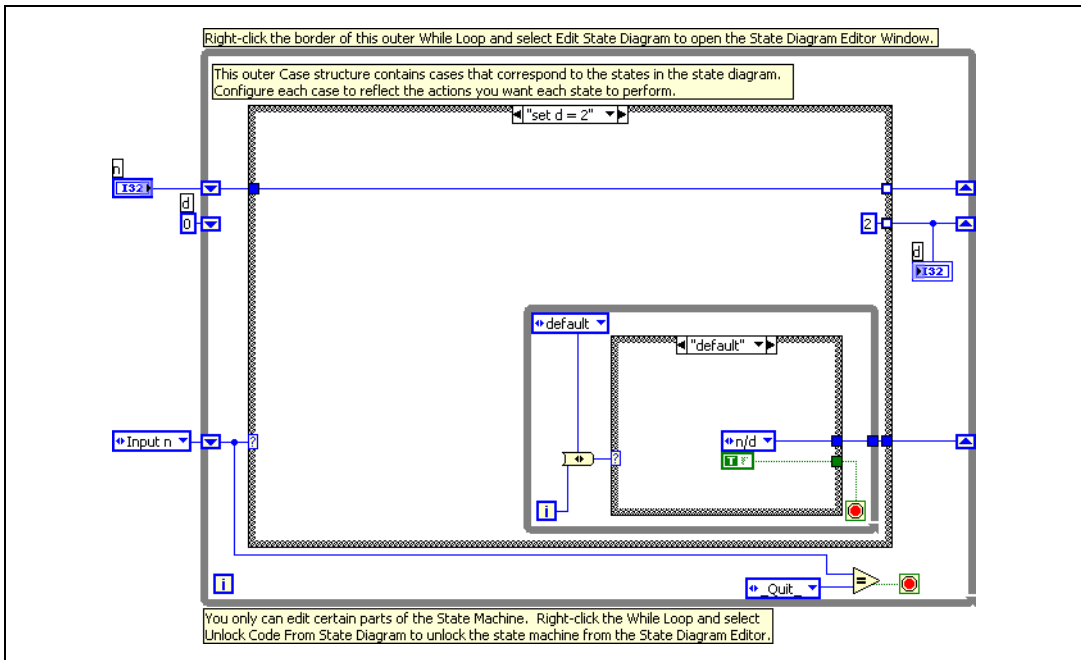 Right-click the border of this outer While Loop and select Edit State Diagram to open the State Diagram Editor Window.
This outer Case structure contains cases that correspond to the states in the state diagram.
Configure each case to reflect the actions you want each state to perform.
"set d = 2"
n
I32
d
0
2
d
I32
default
"default"
Input n
?
n/d
?
T F
i
i
_Quit_
=
You only can edit certain parts of the State Machine.  Right-click the While Loop and select
Unlock Code From State Diagram to unlock the state machine from the State Diagram Editor.